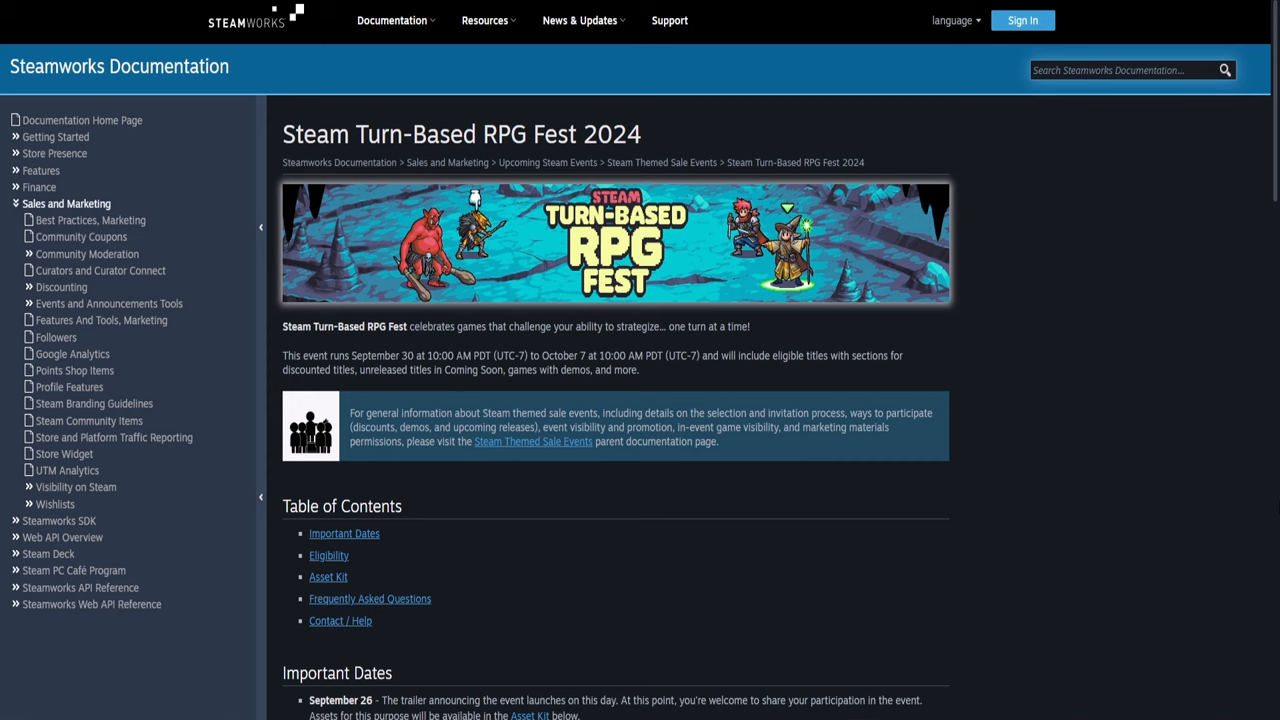 STEAMWORKS
Documentation
Resources
News & Updates
Support
language
Sign In
Steamworks Documentation
Search Steamworks Documentation...
Documentation Home Page
Getting Started
Store Presence
Features
Finance
Sales and Marketing
Best Practices, Marketing
Community Coupons
Community Moderation
Curators and Curator Connect
Discounting
Events and Announcements Tools
Features And Tools, Marketing
Followers
Google Analytics
Points Shop Items
Profile Features
Steam Branding Guidelines
Steam Community Items
Store and Platform Traffic Reporting
Store Widget
UTM Analytics
Visibility on Steam
Wishlists
Steamworks SDK
Web API Overview
Steam Deck
Steam PC Café Program
Steamworks API Reference
Steamworks Web API Reference
Steam Turn-Based RPG Fest 2024
Steamworks Documentation > Sales and Marketing > Upcoming Steam Events > Steam Themed Sale Events > Steam Turn-Based RPG Fest 2024
STEAM
TURN-BASED
RPG
FEST
Steam Turn-Based RPG Fest celebrates games that challenge your ability to strategize... one turn at a time!
This event runs September 30 at 10:00 AM PDT (UTC-7) to October 7 at 10:00 AM PDT (UTC-7) and will include eligible titles with sections for
discounted titles, unreleased titles in Coming Soon, games with demos, and more.
For general information about Steam themed sale events, including details on the selection and invitation process, ways to participate
(discounts, demos, and upcoming releases), event visibility and promotion, in-event game visibility, and marketing materials
permissions, please visit the Steam Themed Sale Events parent documentation page.
Table of Contents
Important Dates
Eligibility
Asset Kit
Frequently Asked Questions
Contact / Help
Important Dates
September 26 - The trailer announcing the event launches on this day. At this point, you're welcome to share your participation in the event.
Assets for this purpose will be available in the Asset Kit below.